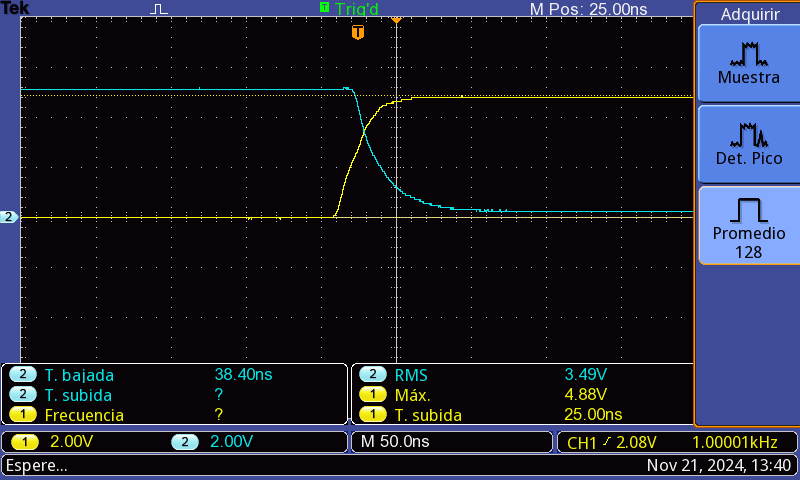 Tek T Trig'd M Pos: 25.00ns Adquirir
T
Muestra
Det. Pico
Promedio
128
2
2 T. bajada 38.40ns 2 RMS 3.49V
2 T. subida ? 1 Máx. 4.88V
1 Frecuencia ? 1 T. subida 25.00ns
1 2.00V 2 2.00V M 50.0ns CH1 2.08V 1.00001kHz
Espere... Nov 21, 2024, 13:40